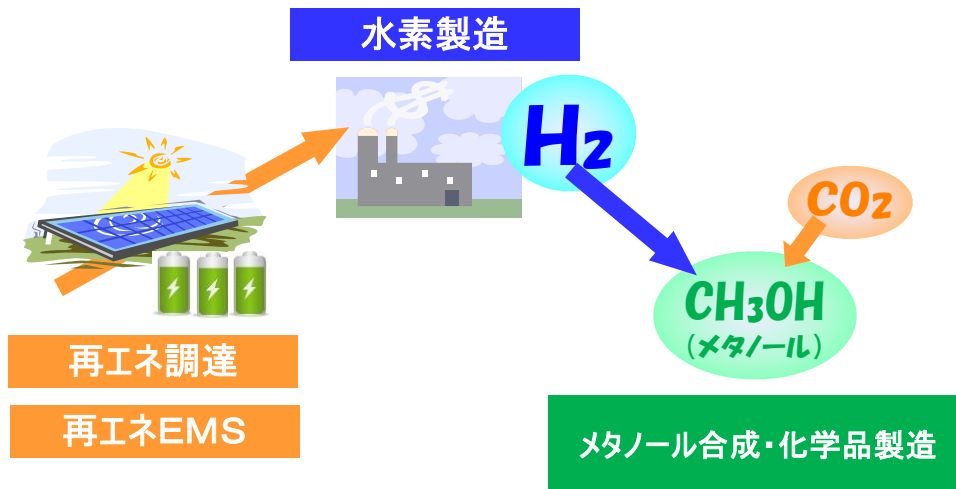 水素製造
H₂
CO₂
CH₃OH
(メタノール)
再エネ調達
再エネEMS
メタノール合成・化学品製造